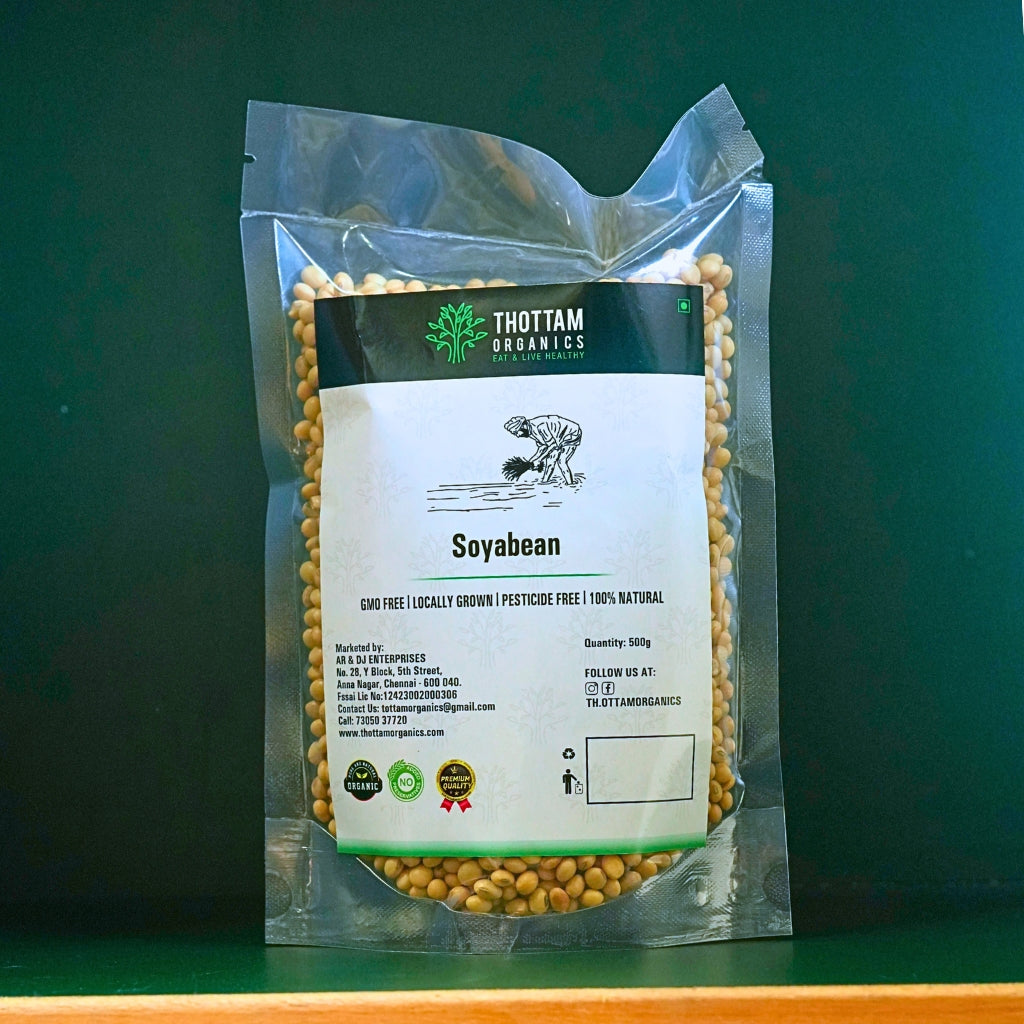 THOTTAM
ORGANICS
EAT & LIVE HEALTHY
Soyabean
GMO FREE | LOCALLY GROWN | PESTICIDE FREE | 100% NATURAL
Marketed by:
AR & DJ ENTERPRISES
No. 28, Y Block, 5th Street,
Anna Nagar, Chennai - 600 040.
Fssai Lic No:12423002000306
Contact Us: tottamorganics@gmail.com
Call: 73050 37720
www.thottamorganics.com
Quantity: 500g
FOLLOW US AT:
TH.OTTAMORGANICS
ORGANIC
NO
PRESERVATIVES
PREMIUM
QUALITY